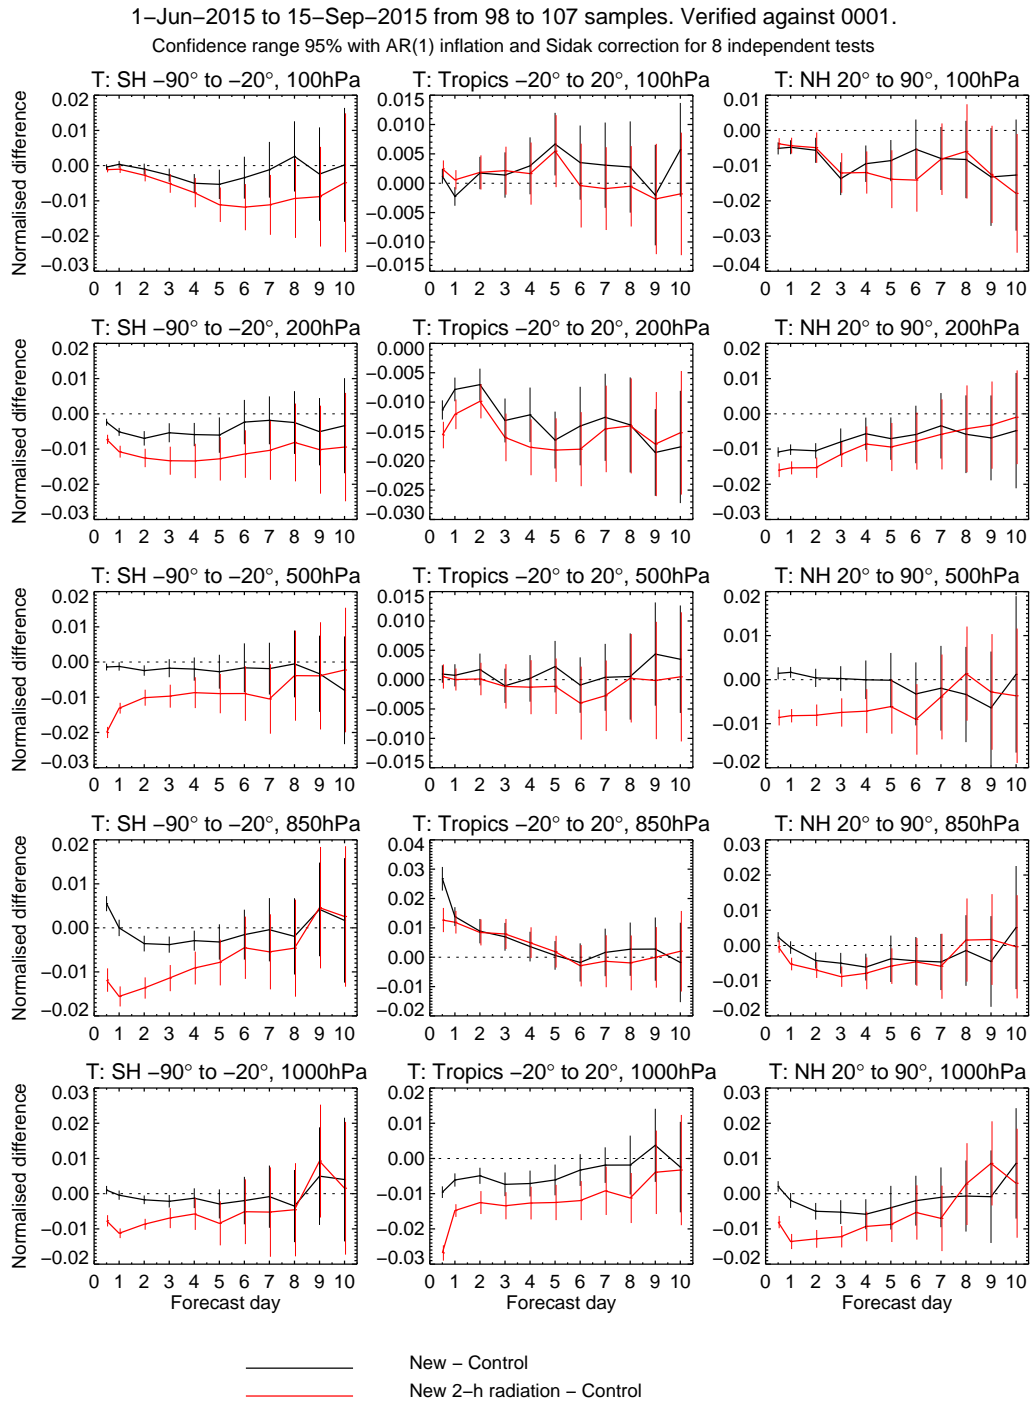 1−Jun−2015 to 15−Sep−2015 from 98 to 107 samples. Verified against 0001.
Confidence range 95% with AR(1) inflation and Sidak correction for 8 independent tests
T: SH −90° to −20°, 100hPa
Normalised difference
0.02
0.01
0.00
−0.01
−0.02
−0.03
0 1 2 3 4 5 6 7 8 9 10
T: Tropics −20° to 20°, 100hPa
0.015
0.010
0.005
0.000
−0.005
−0.010
−0.015
0 1 2 3 4 5 6 7 8 9 10
T: NH 20° to 90°, 100hPa
0.01
0.00
−0.01
−0.02
−0.03
−0.04
0 1 2 3 4 5 6 7 8 9 10
T: SH −90° to −20°, 200hPa
Normalised difference
0.02
0.01
0.00
−0.01
−0.02
−0.03
0 1 2 3 4 5 6 7 8 9 10
T: Tropics −20° to 20°, 200hPa
0.000
−0.005
−0.010
−0.015
−0.020
−0.025
−0.030
0 1 2 3 4 5 6 7 8 9 10
T: NH 20° to 90°, 200hPa
0.02
0.01
0.00
−0.01
−0.02
−0.03
0 1 2 3 4 5 6 7 8 9 10
T: SH −90° to −20°, 500hPa
Normalised difference
0.02
0.01
0.00
−0.01
−0.02
−0.03
0 1 2 3 4 5 6 7 8 9 10
T: Tropics −20° to 20°, 500hPa
0.015
0.010
0.005
0.000
−0.005
−0.010
−0.015
0 1 2 3 4 5 6 7 8 9 10
T: NH 20° to 90°, 500hPa
0.02
0.01
0.00
−0.01
−0.02
0 1 2 3 4 5 6 7 8 9 10
T: SH −90° to −20°, 850hPa
Normalised difference
0.02
0.01
0.00
−0.01
−0.02
0 1 2 3 4 5 6 7 8 9 10
T: Tropics −20° to 20°, 850hPa
0.04
0.03
0.02
0.01
0.00
−0.01
−0.02
0 1 2 3 4 5 6 7 8 9 10
T: NH 20° to 90°, 850hPa
0.03
0.02
0.01
0.00
−0.01
−0.02
0 1 2 3 4 5 6 7 8 9 10
T: SH −90° to −20°, 1000hPa
Normalised difference
0.03
0.02
0.01
0.00
−0.01
−0.02
0 1 2 3 4 5 6 7 8 9 10
Forecast day
T: Tropics −20° to 20°, 1000hPa
0.02
0.01
0.00
−0.01
−0.02
−0.03
0 1 2 3 4 5 6 7 8 9 10
Forecast day
T: NH 20° to 90°, 1000hPa
0.03
0.02
0.01
0.00
−0.01
−0.02
0 1 2 3 4 5 6 7 8 9 10
Forecast day
New − Control
New 2−h radiation − Control